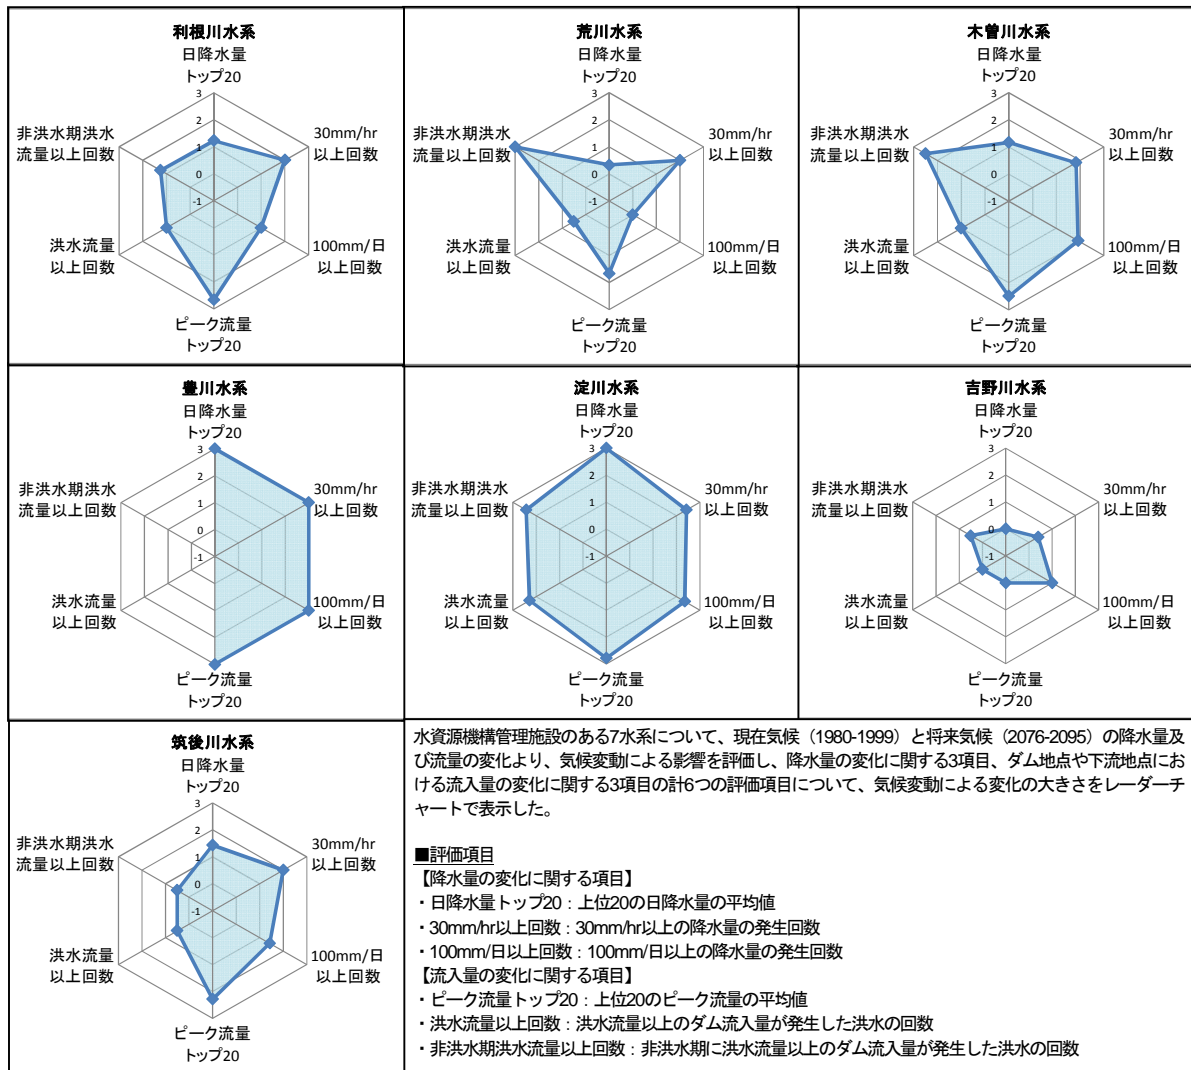 利根川水系
日降水量
トップ20
3
2
1
0
-1
30mm/hr
以上回数
100mm/日
以上回数
ピーク流量
トップ20
洪水流量
以上回数
非洪水期洪水
流量以上回数
荒川水系
日降水量
トップ20
3
2
1
0
-1
30mm/hr
以上回数
100mm/日
以上回数
ピーク流量
トップ20
洪水流量
以上回数
非洪水期洪水
流量以上回数
木曽川水系
日降水量
トップ20
3
2
1
0
-1
30mm/hr
以上回数
100mm/日
以上回数
ピーク流量
トップ20
洪水流量
以上回数
非洪水期洪水
流量以上回数
豊川水系
日降水量
トップ20
3
2
1
0
-1
30mm/hr
以上回数
100mm/日
以上回数
ピーク流量
トップ20
洪水流量
以上回数
非洪水期洪水
流量以上回数
淀川水系
日降水量
トップ20
3
2
1
0
-1
30mm/hr
以上回数
100mm/日
以上回数
ピーク流量
トップ20
洪水流量
以上回数
非洪水期洪水
流量以上回数
吉野川水系
日降水量
トップ20
3
2
1
0
-1
30mm/hr
以上回数
100mm/日
以上回数
ピーク流量
トップ20
洪水流量
以上回数
非洪水期洪水
流量以上回数
筑後川水系
日降水量
トップ20
3
2
1
0
-1
30mm/hr
以上回数
100mm/日
以上回数
ピーク流量
トップ20
洪水流量
以上回数
非洪水期洪水
流量以上回数
水資源機構管理施設のある7水系について、現在気候（1980-1999）と将来気候（2076-2095）の降水量及
び流量の変化より、気候変動による影響を評価し、降水量の変化に関する3項目、ダム地点や下流地点にお
ける流入量の変化に関する3項目の計6つの評価項目について、気候変動による変化の大きさをレーダーチ
ャートで表示した。
■評価項目
【降水量の変化に関する項目】
・日降水量トップ20：上位20の日降水量の平均値
・30mm/hr以上回数：30mm/hr以上の降水量の発生回数
・100mm/日以上回数：100mm/日以上の降水量の発生回数
【流入量の変化に関する項目】
・ピーク流量トップ20：上位20のピーク流量の平均値
・洪水流量以上回数：洪水流量以上のダム流入量が発生した洪水の回数
・非洪水期洪水流量以上回数：非洪水期に洪水流量以上のダム流入量が発生した洪水の回数